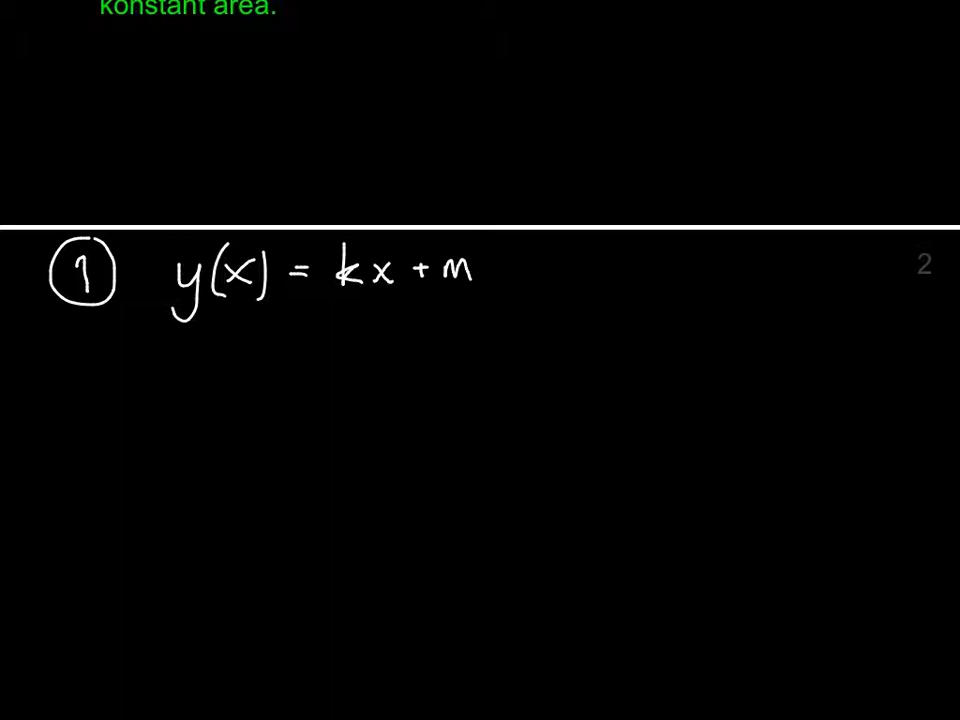 konstant area.
① y(x) = kx + m
2